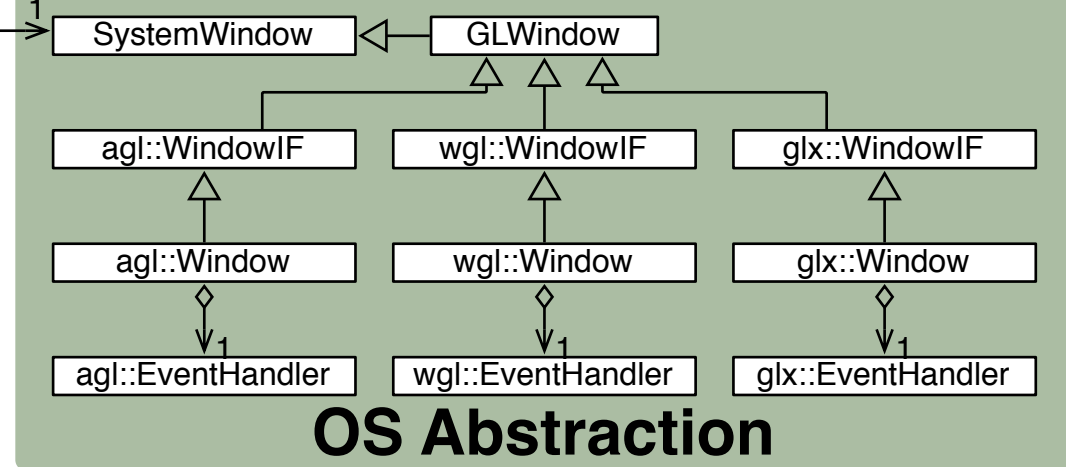 1
SystemWindow GLWindow
agl::WindowIF wgl::WindowIF glx::WindowIF
agl::Window wgl::Window glx::Window
1 1 1
agl::EventHandler wgl::EventHandler glx::EventHandler
OS Abstraction